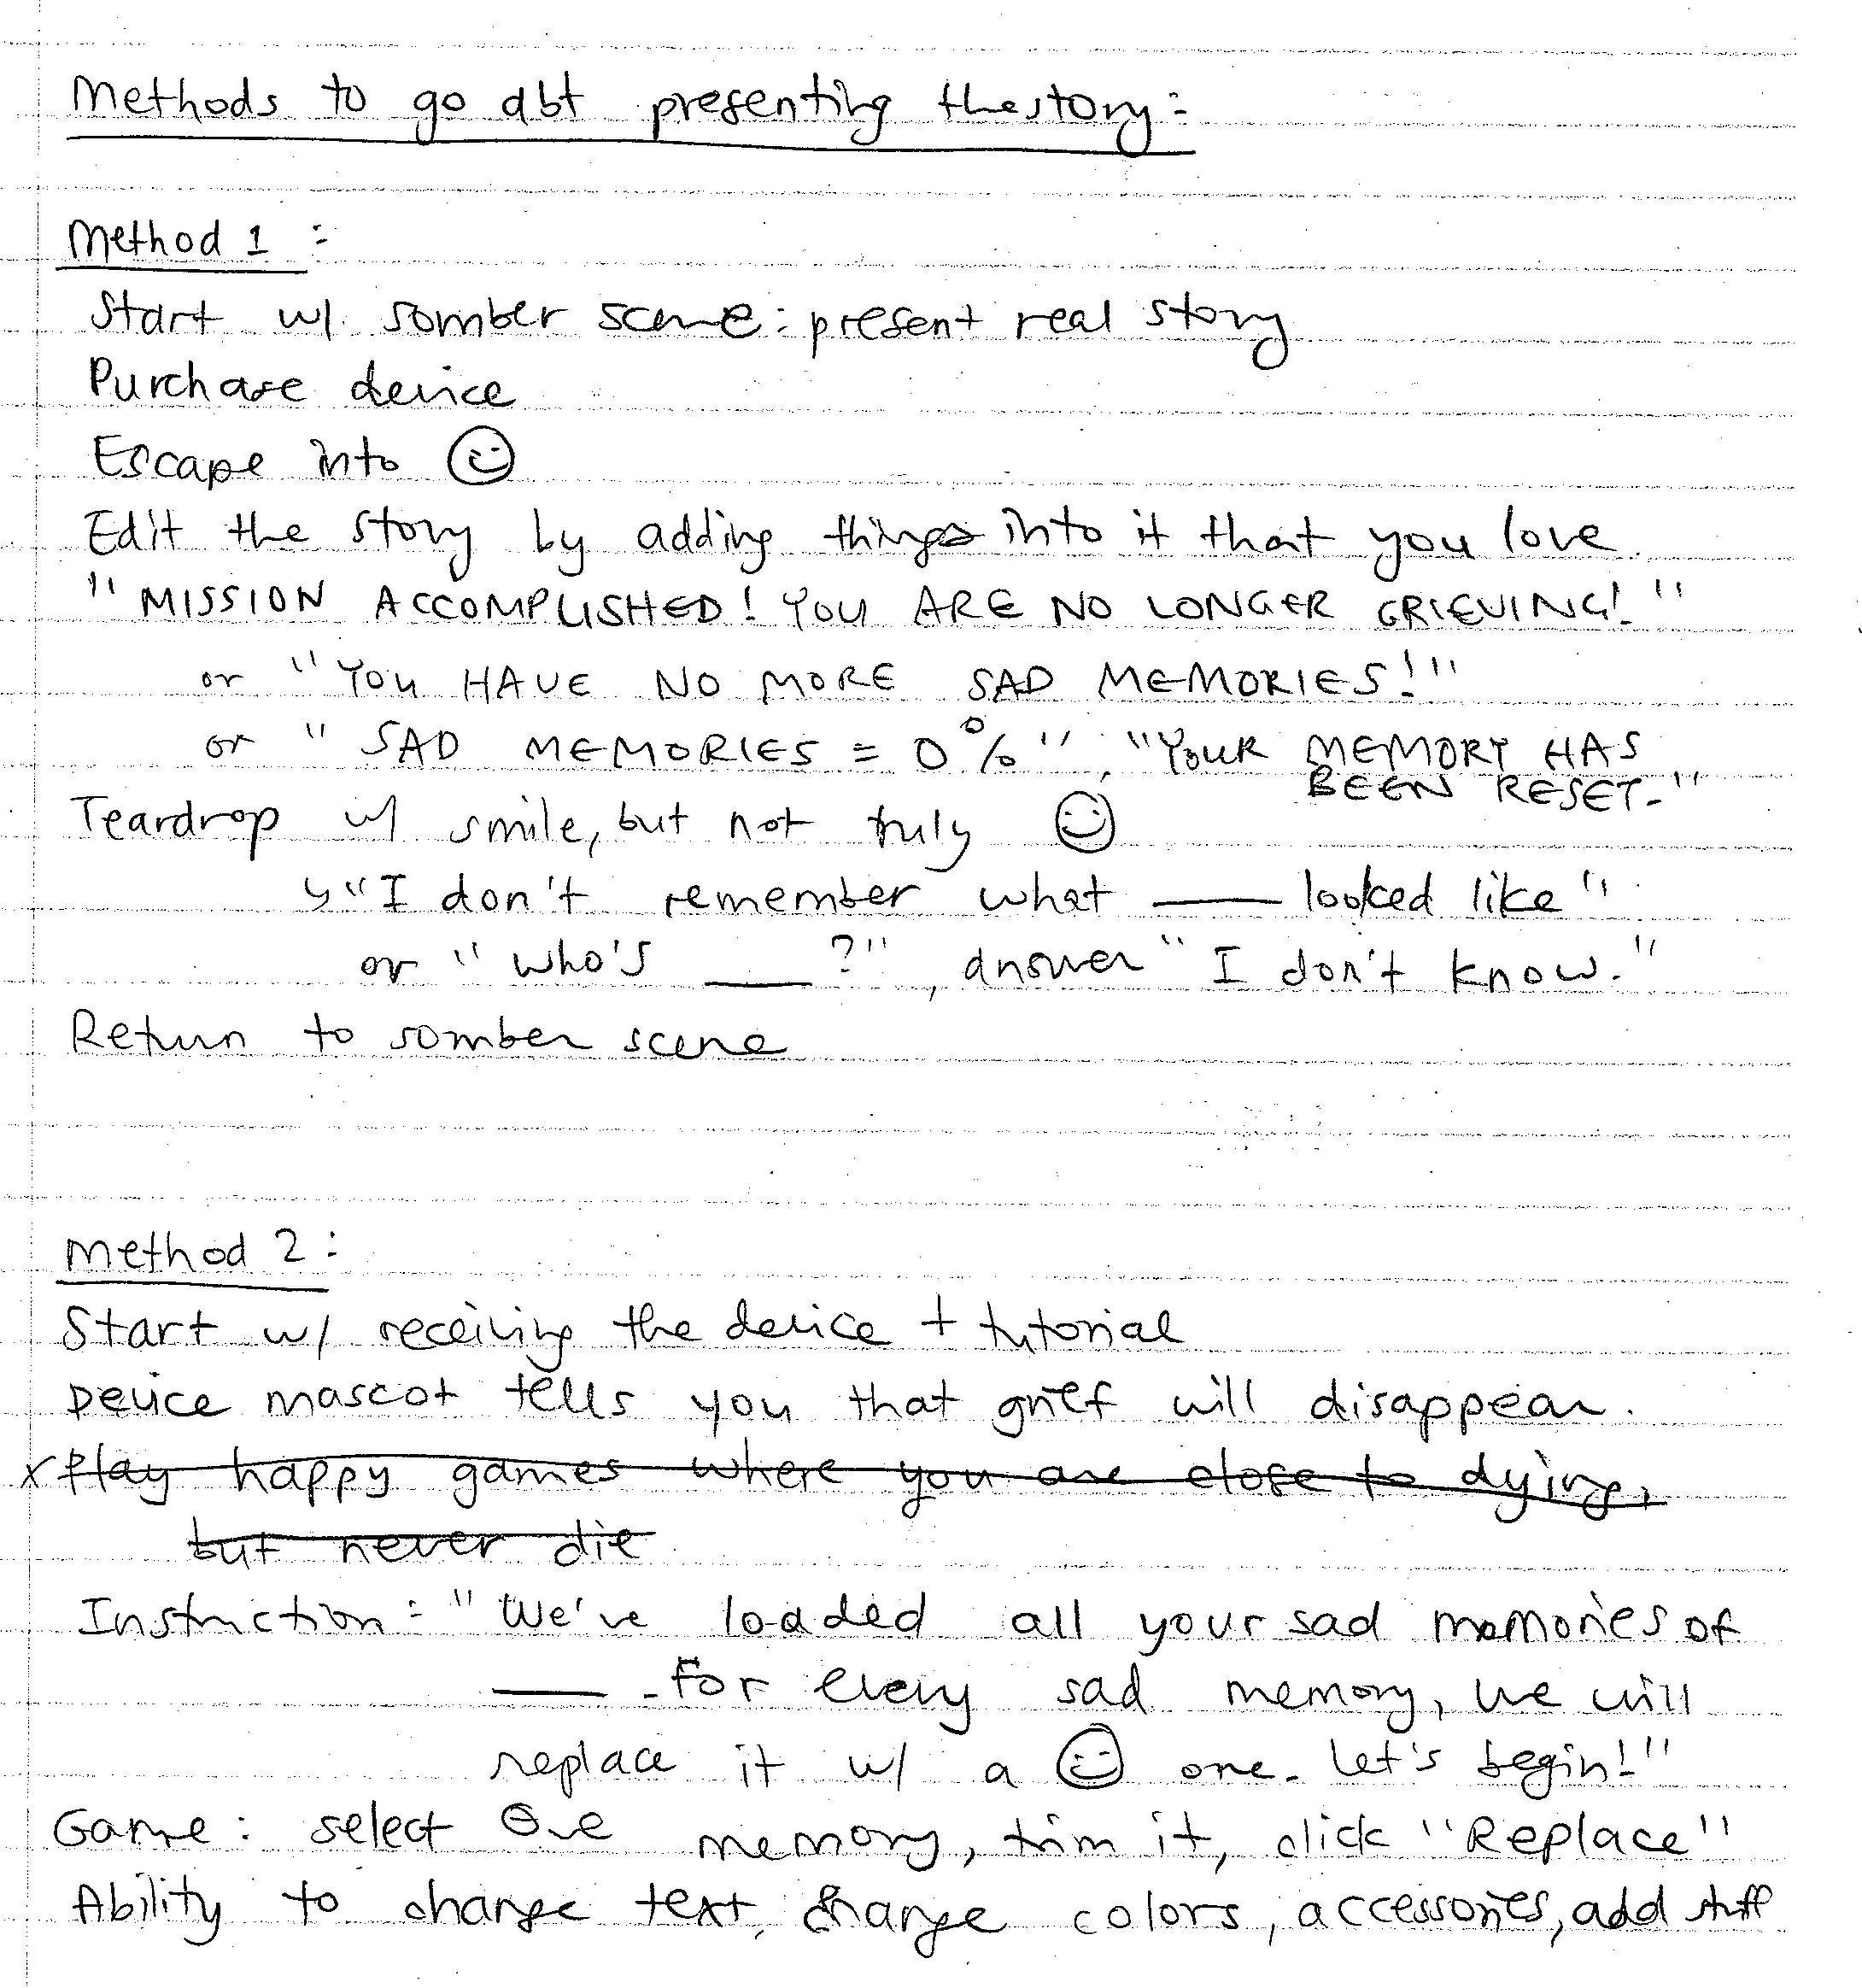 Methods to go abt presenting the story:
Method 1:
Start w/ somber scene: present real story
Purchase device
Escape into ☺
Edit the story by adding things into it that you love.
"MISSION ACCOMPLISHED! YOU ARE NO LONGER GRIEVING!"
or "YOU HAVE NO MORE SAD MEMORIES!"
or "SAD MEMORIES = 0%", "YOUR MEMORY HAS
BEEN RESET."
Teardrop w/ smile, but not truly ☺
↳ "I don't remember what ___ looked like"
or "who's ___?", answer "I don't know."
Return to somber scene
Method 2:
Start w/ receiving the device + tutorial
Device mascot tells you that grief will disappear.
x Play happy games where you are close to dying,
but never die
Instruction: "We've loaded all your sad memories of
___. For every sad memory, we will
replace it w/ a ☺ one. Let's begin!"
Game: select one memory, trim it, click "Replace"
Ability to change text, change colors, accessories, add stuff